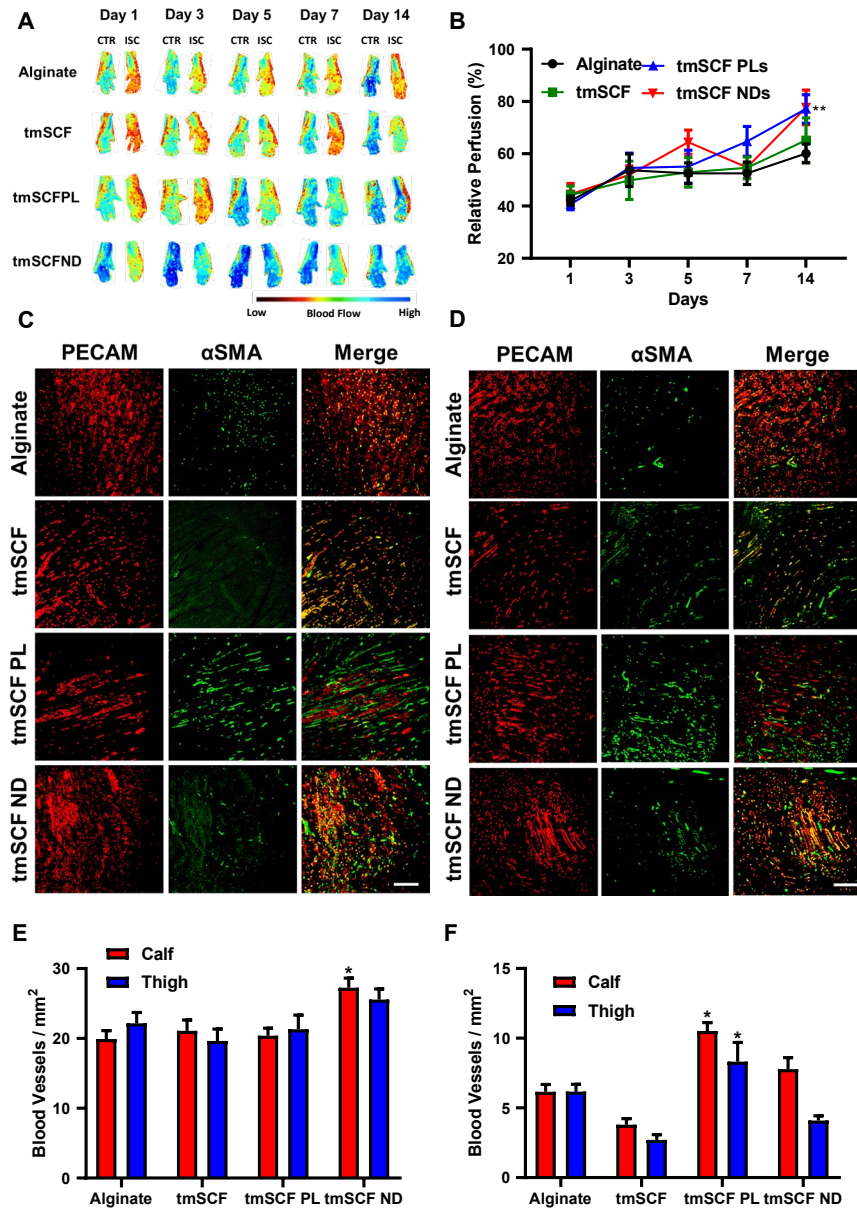 A
Day 1 Day 3 Day 5 Day 7 Day 14
CTR ISC CTR ISC CTR ISC CTR ISC CTR ISC
Alginate
tmSCF
tmSCFPL
tmSCFND
Low Blood Flow High
B
Relative Perfusion (%)
100
80
60
40
20
Alginate
tmSCF PLs
tmSCF
tmSCF NDs
**
1 3 5 7 14
Days
C
PECAM αSMA Merge
Alginate
tmSCF
tmSCF PL
tmSCF ND
D
PECAM αSMA Merge
Alginate
tmSCF
tmSCF PL
tmSCF ND
E
Blood Vessels / mm²
30
20
10
0
Calf
Thigh
*
Alginate tmSCF tmSCF PL tmSCF ND
F
Blood Vessels / mm²
15
10
5
0
Calf
Thigh
* *
Alginate tmSCF tmSCF PL tmSCF ND